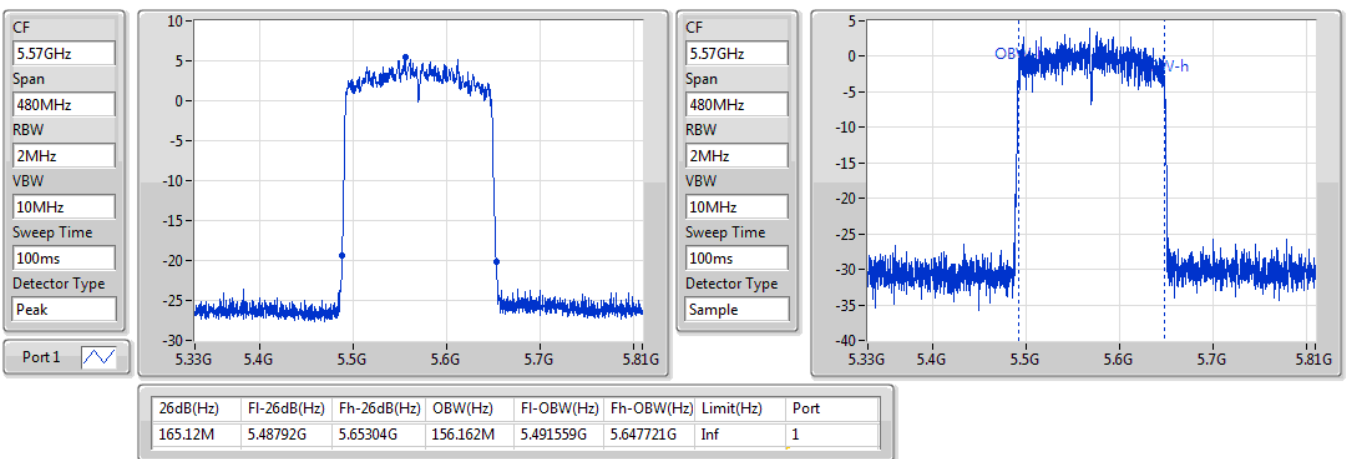 CF
5.57GHz
Span
480MHz
RBW
2MHz
VBW
10MHz
Sweep Time
100ms
Detector Type
Peak
Port 1
10
5
0
-5
-10
-15
-20
-25
-30
5.33G 5.4G 5.5G 5.6G 5.7G 5.81G
CF
5.57GHz
Span
480MHz
RBW
2MHz
VBW
10MHz
Sweep Time
100ms
Detector Type
Sample
5
0
-5
-10
-15
-20
-25
-30
-35
-40
5.33G 5.4G 5.5G 5.6G 5.7G 5.81G
26dB(Hz) Fl-26dB(Hz) Fh-26dB(Hz) OBW(Hz) Fl-OBW(Hz) Fh-OBW(Hz) Limit(Hz) Port
165.12M 5.48792G 5.65304G 156.162M 5.491559G 5.647721G Inf 1